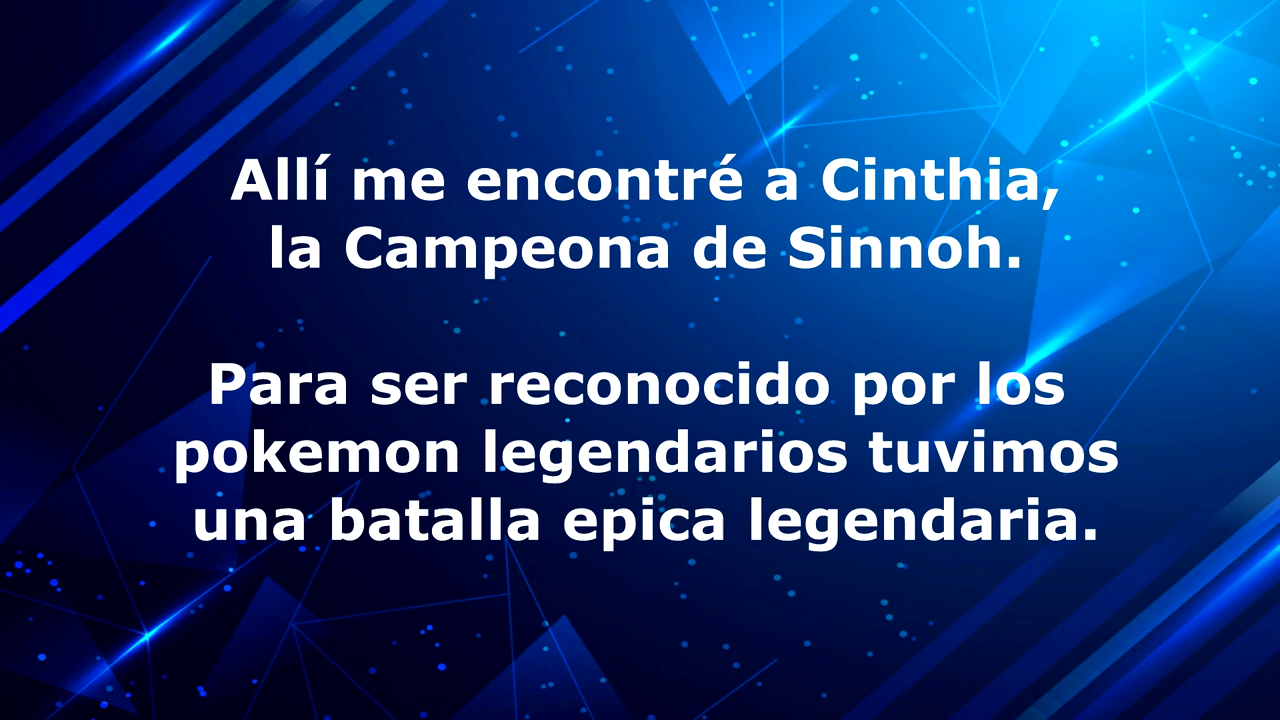 Allí me encontré a Cinthia,
la Campeona de Sinnoh.
Para ser reconocido por los
pokemon legendarios tuvimos
una batalla epica legendaria.